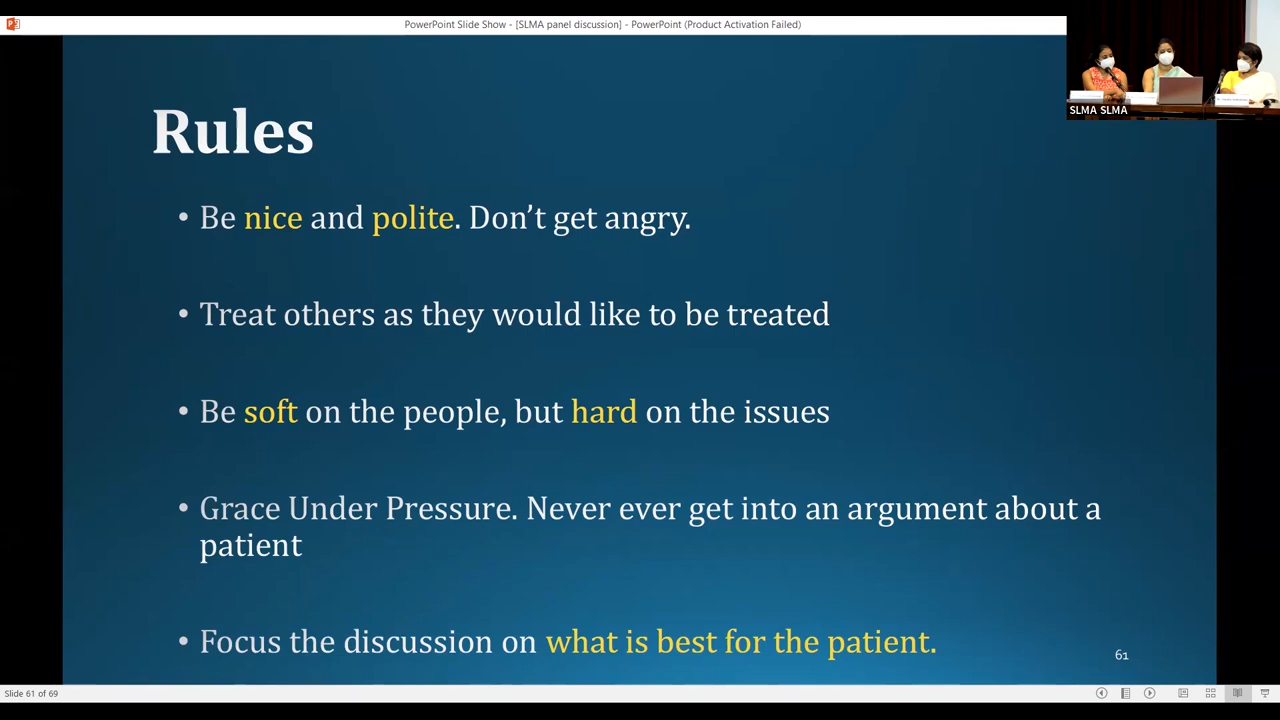 PowerPoint Slide Show - [SLMA panel discussion] - PowerPoint (Product Activation Failed)
SLMA SLMA
Rules
• Be nice and polite. Don’t get angry.
• Treat others as they would like to be treated
• Be soft on the people, but hard on the issues
• Grace Under Pressure. Never ever get into an argument about a
patient
• Focus the discussion on what is best for the patient.
61
Slide 61 of 69